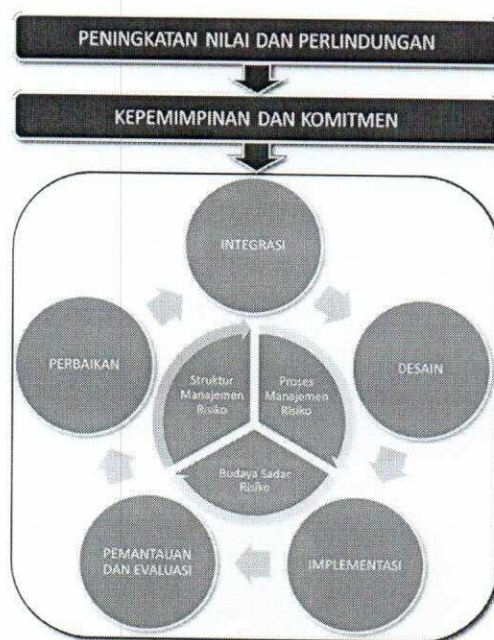 PENINGKATAN NILAI DAN PERLINDUNGAN
KEPEMIMPINAN DAN KOMITMEN
INTEGRASI
PERBAIKAN
DESAIN
Struktur
Manajemen
Risiko
Proses
Manajemen
Risiko
Budaya Sadar
Risiko
PEMANTAUAN
DAN EVALUASI
IMPLEMENTASI